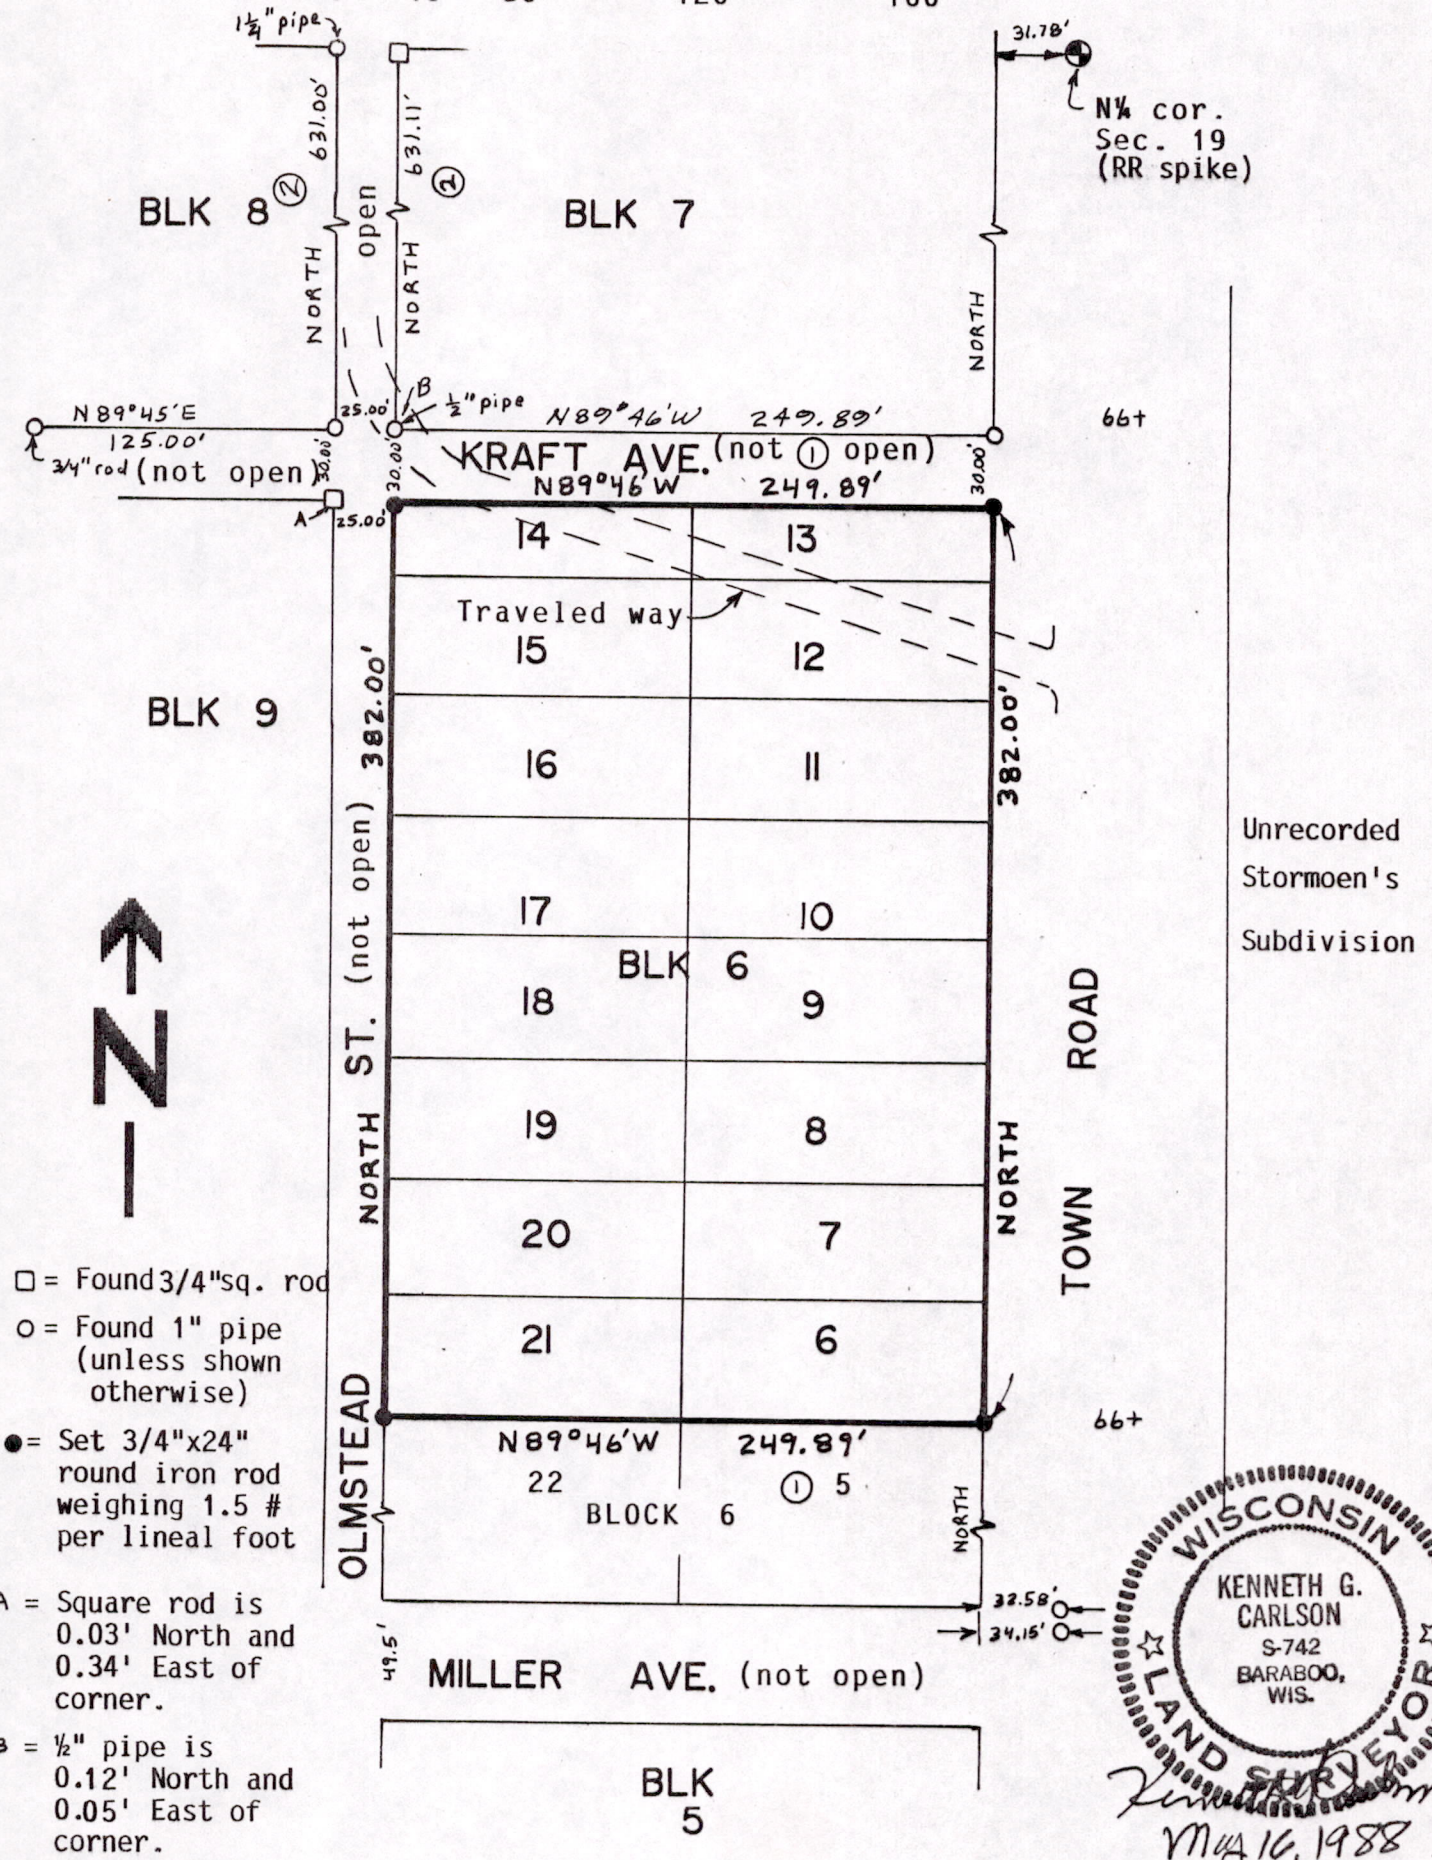 1¼" pipe
31.78'
N¼ cor.
Sec. 19
(RR spike)
631.00'
631.11'
BLK 8
②
open
②
BLK 7
NORTH
NORTH
NORTH
N89°45'E
125.00'
3/4" rod (not open)
30.00'
25.00'
B
½" pipe
N89°46'W 249.89'
66+
KRAFT AVE. (not ① open)
30.00'
30.00'
N89°46'W 249.89'
A
25.00'
14
13
Traveled way
15
12
BLK 9
382.00'
382.00'
16
11
Unrecorded
Stormoen's
Subdivision
17
10
BLK 6
N
18
9
19
8
20
7
21
6
OLMSTEAD ST. (not open)
NORTH
NORTH
TOWN ROAD
□ = Found 3/4"sq. rod
O = Found 1" pipe
(unless shown
otherwise)
● = Set 3/4"x24"
round iron rod
weighing 1.5 #
per lineal foot
A = Square rod is
0.03' North and
0.34' East of
corner.
B = ½" pipe is
0.12' North and
0.05' East of
corner.
N89°46'W 249.89'
66+
22
① 5
BLOCK 6
NORTH
34.15'
49.5'
MILLER AVE. (not open)
BLK
5
WISCONSIN
KENNETH G.
CARLSON
S-742
BARABOO,
WIS.
LAND SURVEYOR
May 16, 1988